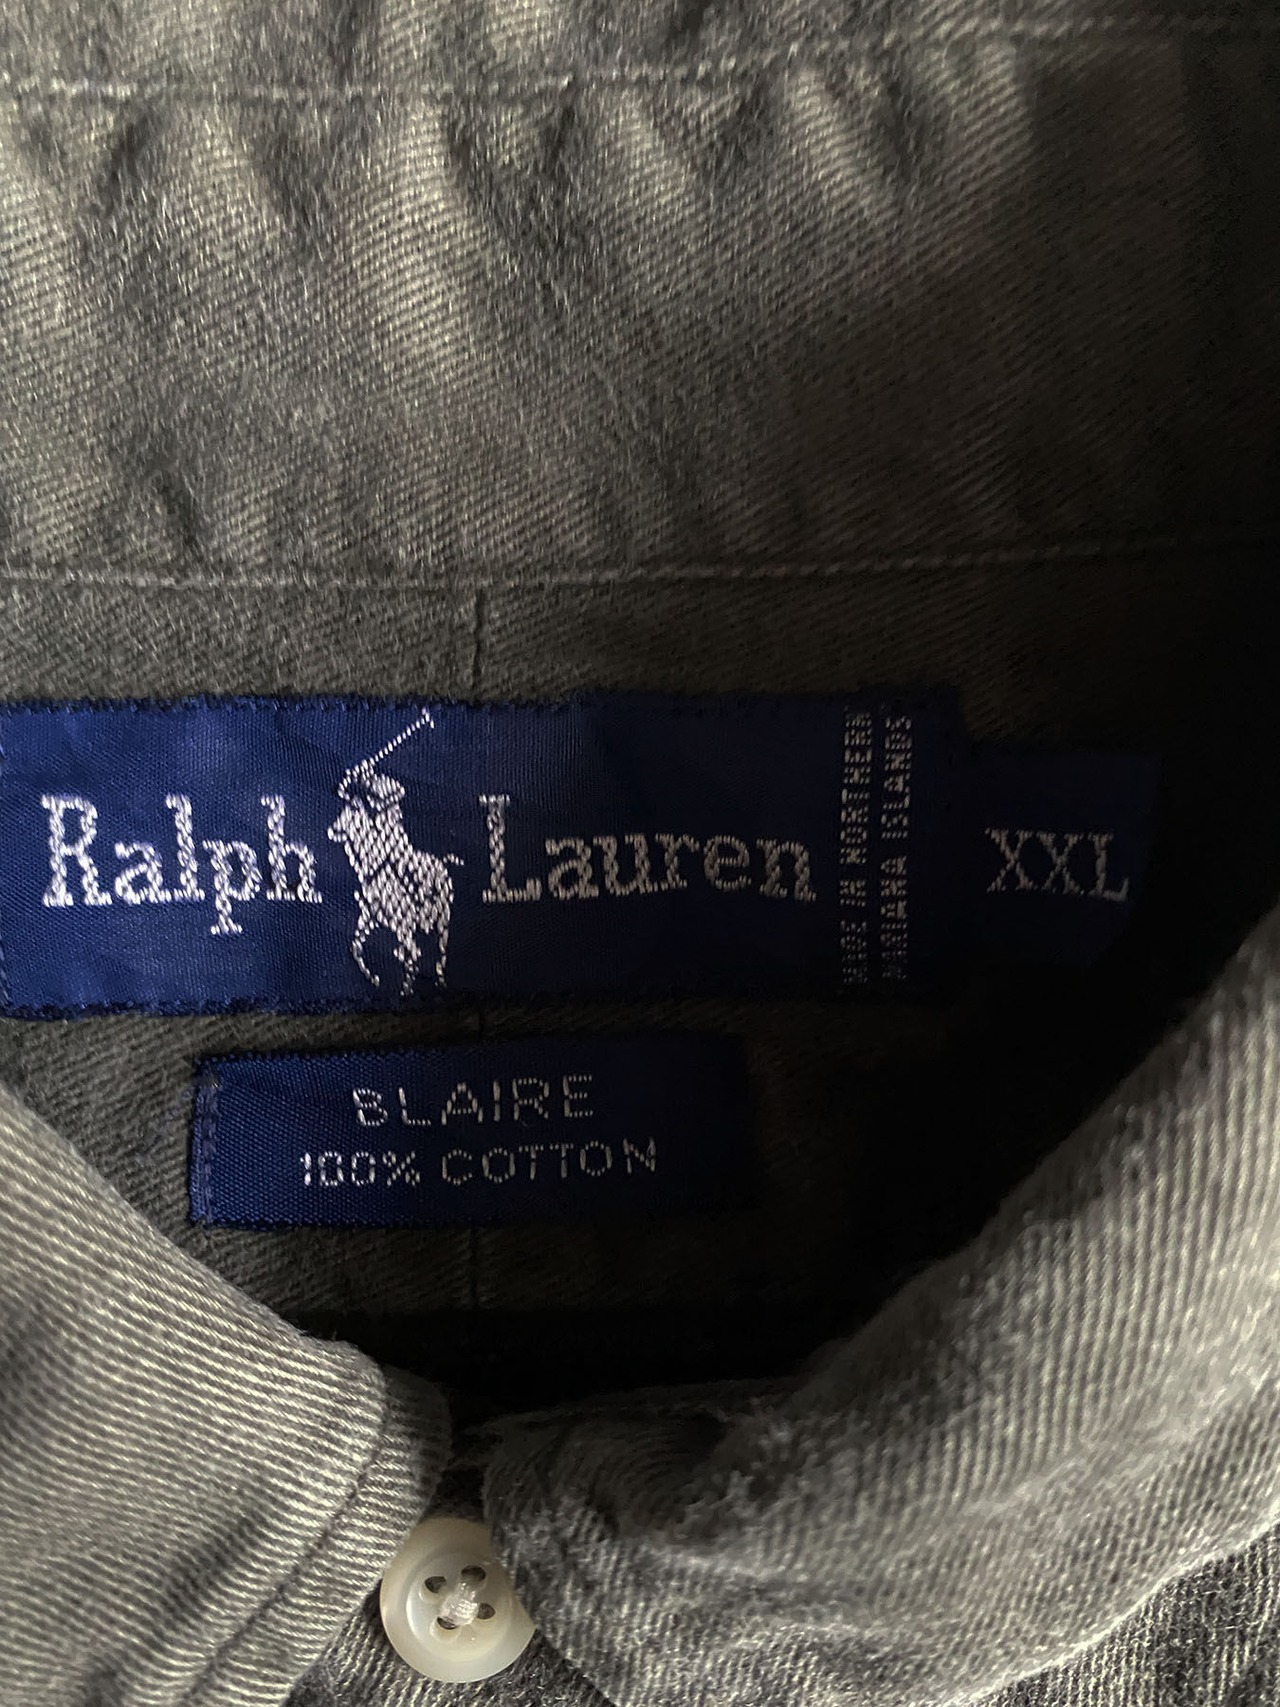 Ralph Lauren
MADE IN NORTHERN
MARIANA ISLANDS
XXL
BLAIRE
100% COTTON